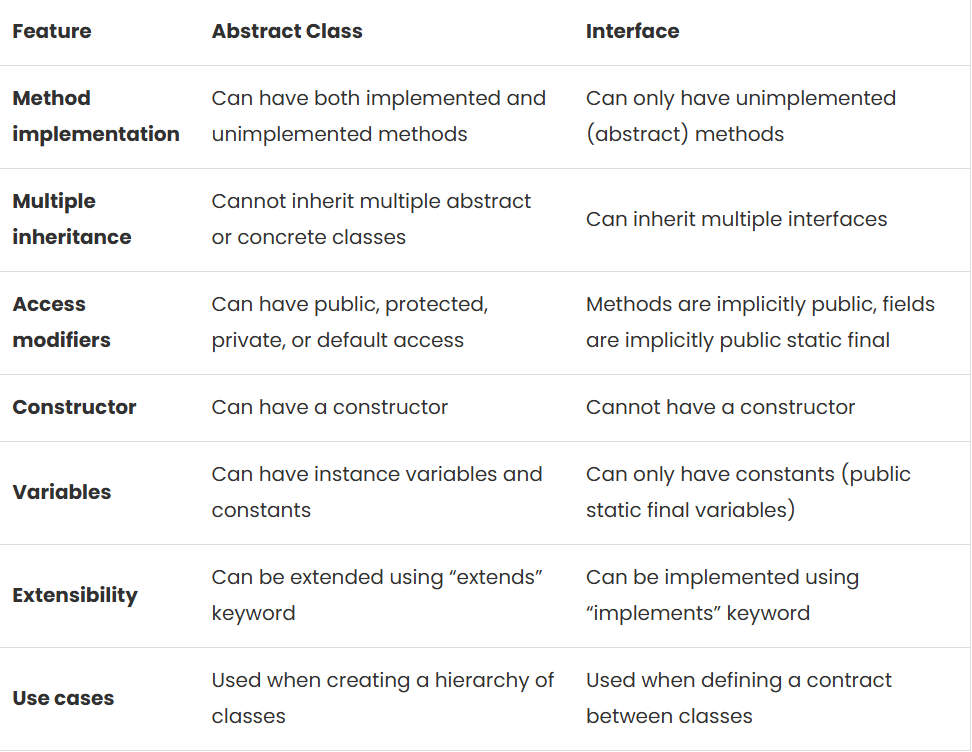 Feature Abstract Class Interface
Method implementation Can have both implemented and unimplemented methods Can only have unimplemented (abstract) methods
Multiple inheritance Cannot inherit multiple abstract or concrete classes Can inherit multiple interfaces
Access modifiers Can have public, protected, private, or default access Methods are implicitly public, fields are implicitly public static final
Constructor Can have a constructor Cannot have a constructor
Variables Can have instance variables and constants Can only have constants (public static final variables)
Extensibility Can be extended using “extends” keyword Can be implemented using “implements” keyword
Use cases Used when creating a hierarchy of classes Used when defining a contract between classes